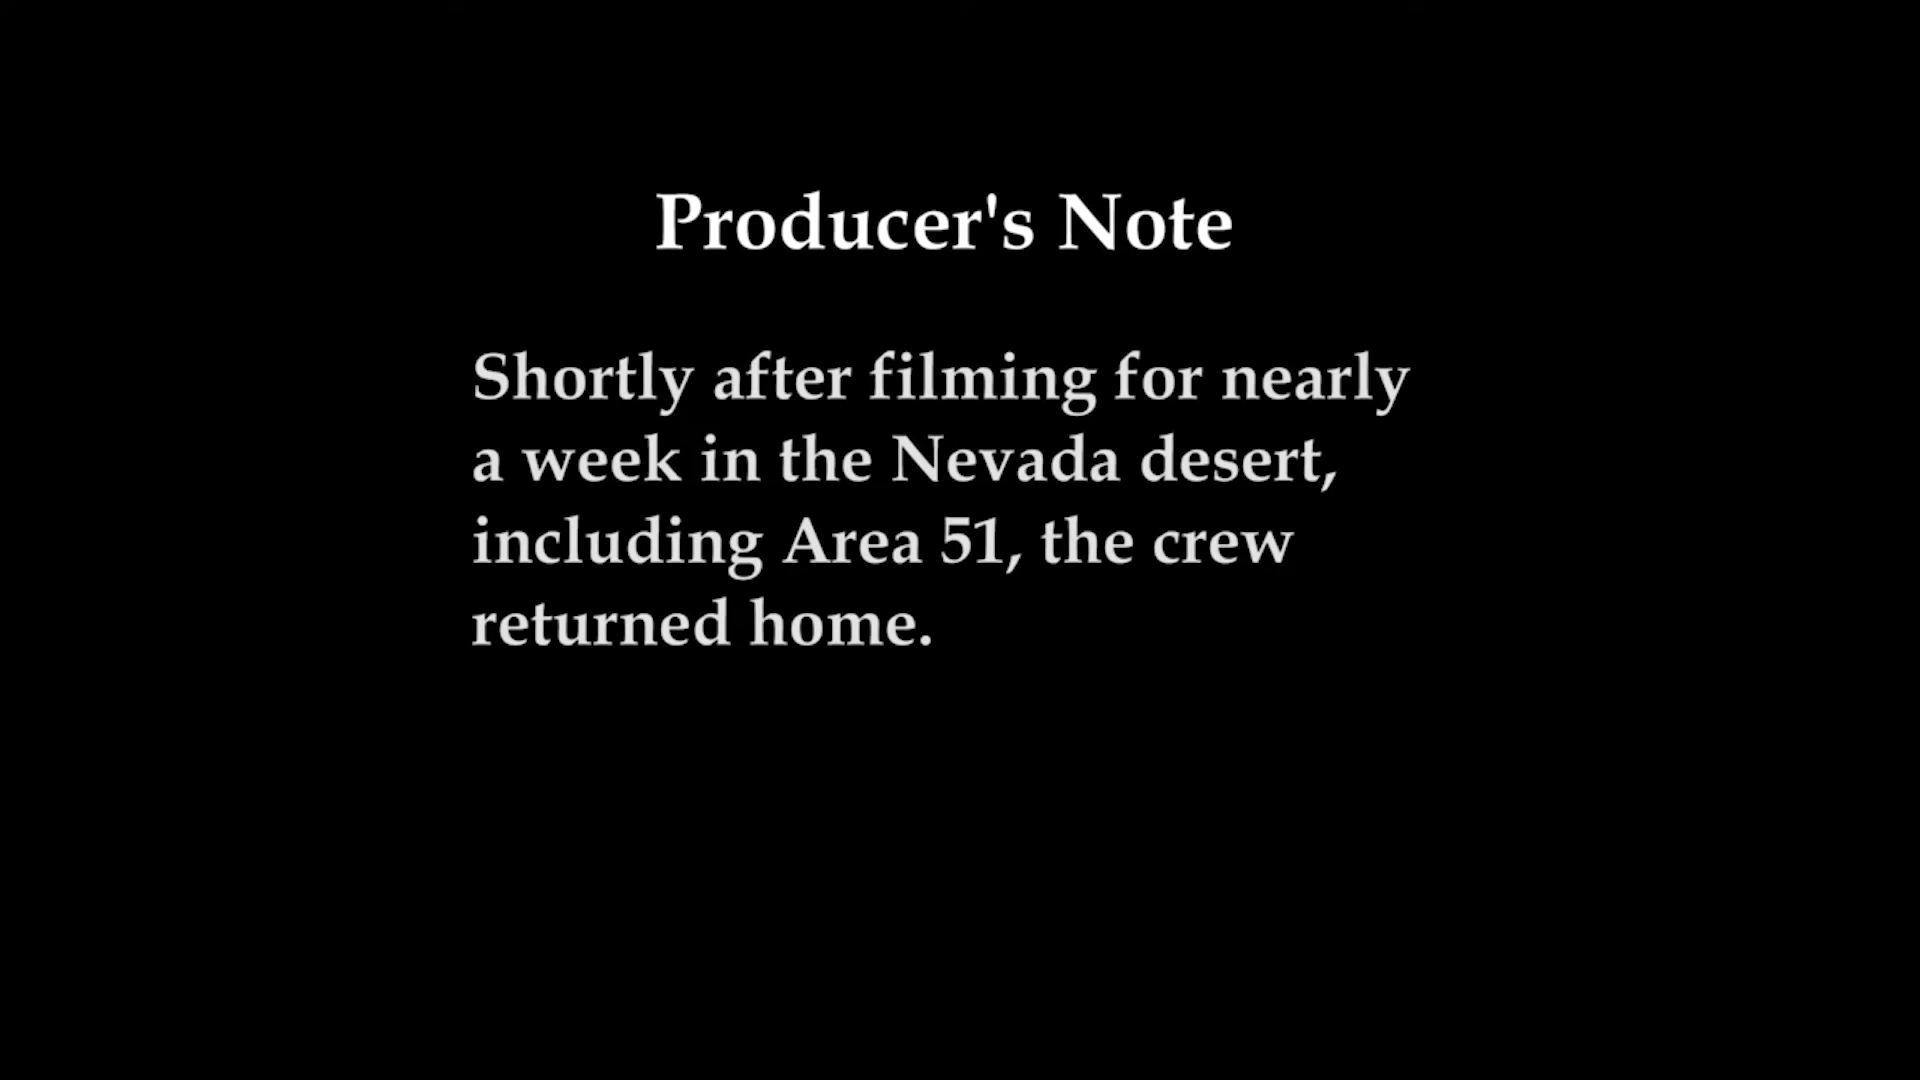 Producer's Note
Shortly after filming for nearly
a week in the Nevada desert,
including Area 51, the crew
returned home.